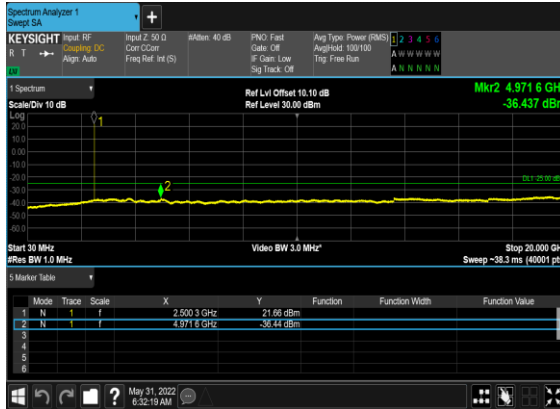 Spectrum Analyzer 1
Swept SA
+
KEYSIGHT
R T
LU
Input: RF
Coupling: DC
Align: Auto
Input Z: 50 Ω
Corr CCorr
Freq Ref: Int (S)
#Atten: 40 dB
PNO: Fast
Gate: Off
IF Gain: Low
Sig Track: Off
Avg Type: Power (RMS)
Avg|Hold: 100/100
Trig: Free Run
1 2 3 4 5 6
A W W W W W
A N N N N N
1 Spectrum
Scale/Div 10 dB
Ref Lvl Offset 10.10 dB
Ref Level 30.00 dBm
Mkr2 4.971 6 GH
-36.437 dBr
Log
20.0
10.0
0.00
-10.0
-20.0
-30.0
-40.0
-50.0
-60.0
1
2
DL1 -25.00 dB
Start 30 MHz
#Res BW 1.0 MHz
Video BW 3.0 MHz*
Stop 20.000 GH
Sweep ~38.3 ms (40001 pt
5 Marker Table
Mode Trace Scale X Y Function Function Width Function Value
1 N 1 f 2.500 3 GHz 21.66 dBm
2 N 1 f 4.971 6 GHz -36.44 dBm
3
4
5
6
?
May 31, 2022
6:32:19 AM